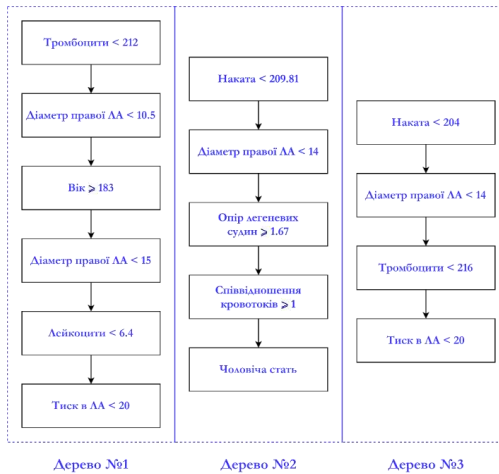 Тромбоцити < 212
Діаметр правої ЛА < 10.5
Вік ⩾ 183
Діаметр правої ЛА < 15
Лейкоцити < 6.4
Тиск в ЛА < 20
Дерево №1
Наката < 209.81
Діаметр правої ЛА < 14
Опір легеневих
судин ⩾ 1.67
Співвідношення
кровотоків ⩾ 1
Чоловіча стать
Дерево №2
Наката < 204
Діаметр правої ЛА < 14
Тромбоцити < 216
Тиск в ЛА < 20
Дерево №3